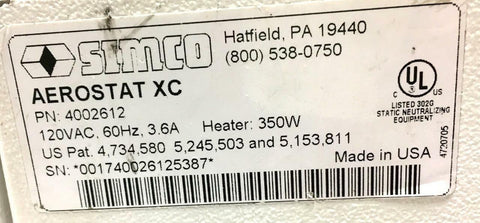 SIMCO
Hatfield, PA 19440
(800) 538-0750
AEROSTAT XC
PN: 4002612
120VAC, 60Hz, 3.6A Heater: 350W
US Pat. 4,734,580 5,245,503 and 5,153,811
SN: *001740026125387*
Made in USA
C UL US
LISTED 302G
STATIC NEUTRALIZING
EQUIPMENT
4720705